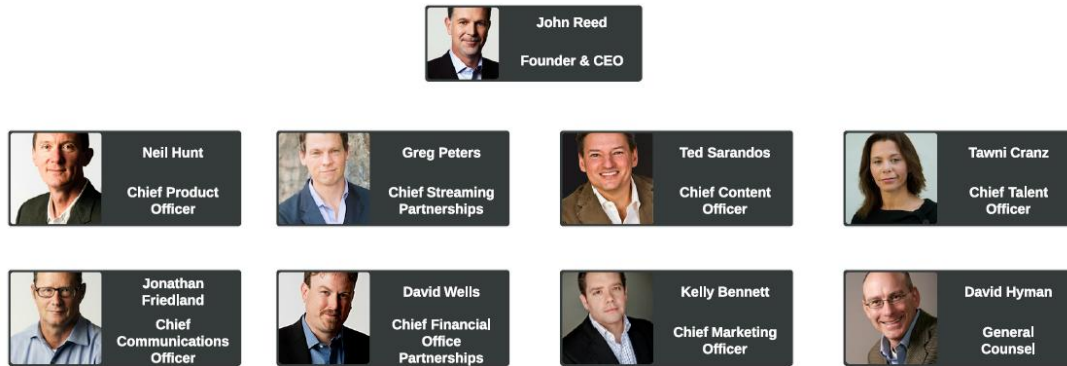 John Reed
Founder & CEO
Neil Hunt
Chief Product
Officer
Greg Peters
Chief Streaming
Partnerships
Ted Sarandos
Chief Content
Officer
Tawni Cranz
Chief Talent
Officer
Jonathan
Friedland
Chief
Communications
Officer
David Wells
Chief Financial
Office
Partnerships
Kelly Bennett
Chief Marketing
Officer
David Hyman
General
Counsel